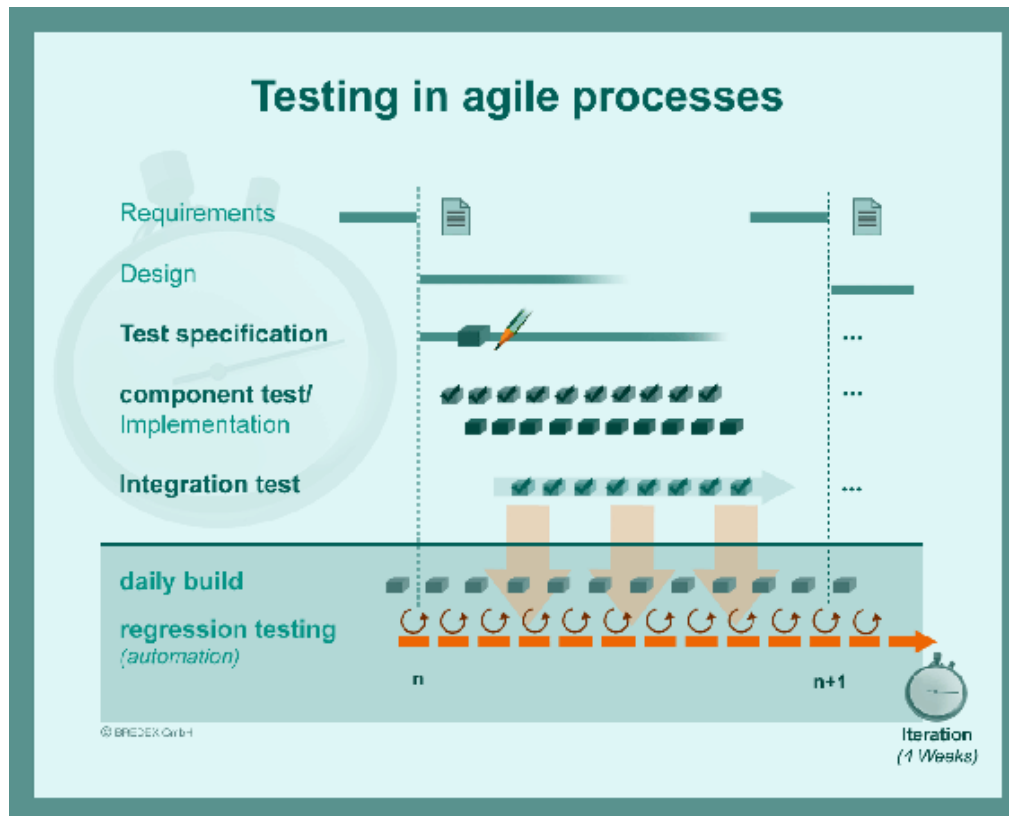 Testing in agile processes
Requirements
Design
Test specification
...
component test/
...
Implementation
Integration test
...
daily build
regression testing
(automation)
n
n+1
© BREDEX GmbH
Iteration
(4 Weeks)